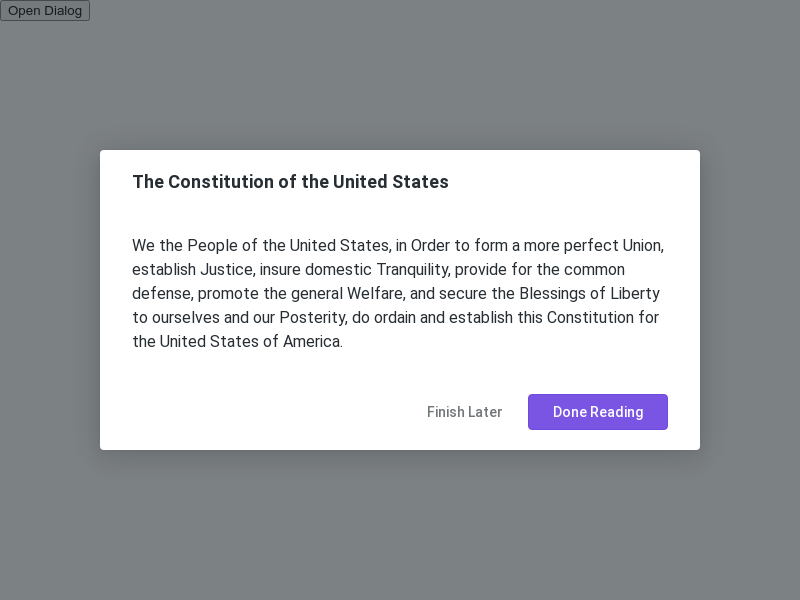 Open Dialog
The Constitution of the United States
We the People of the United States, in Order to form a more perfect Union,
establish Justice, insure domestic Tranquility, provide for the common
defense, promote the general Welfare, and secure the Blessings of Liberty
to ourselves and our Posterity, do ordain and establish this Constitution for
the United States of America.
Finish Later
Done Reading